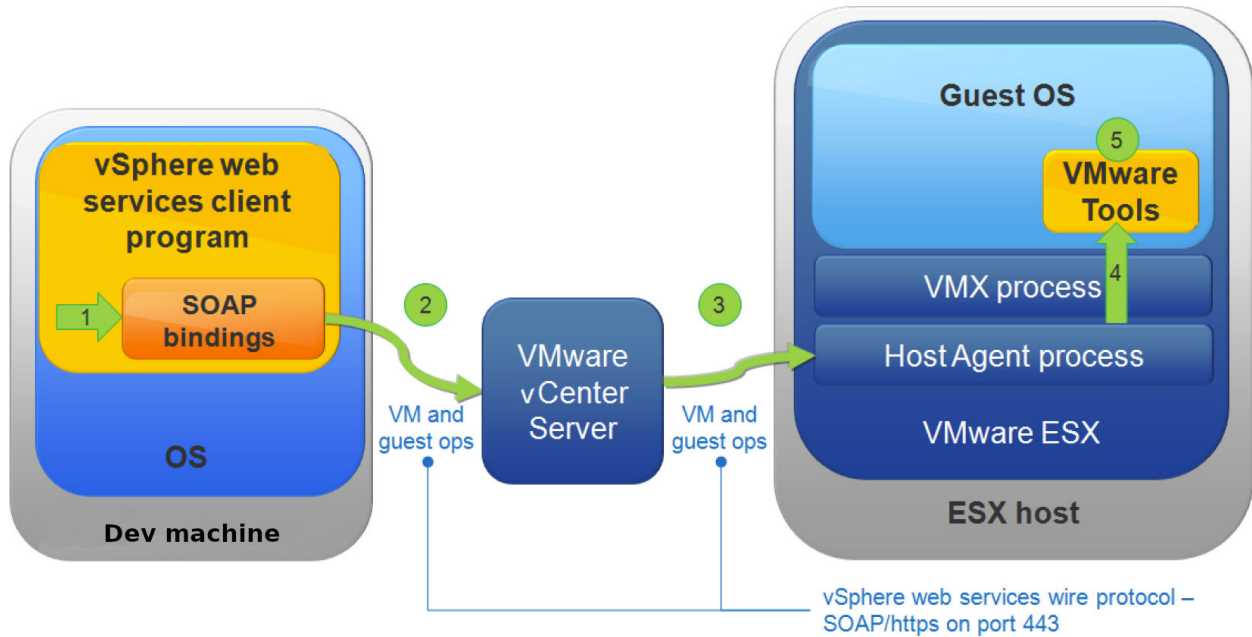 vSphere web
services client
program
1
SOAP
bindings
OS
Dev machine
2
VM and
guest ops
VMware
vCenter
Server
3
VM and
guest ops
Guest OS
5
VMware
Tools
4
VMX process
Host Agent process
VMware ESX
ESX host
vSphere web services wire protocol –
SOAP/https on port 443